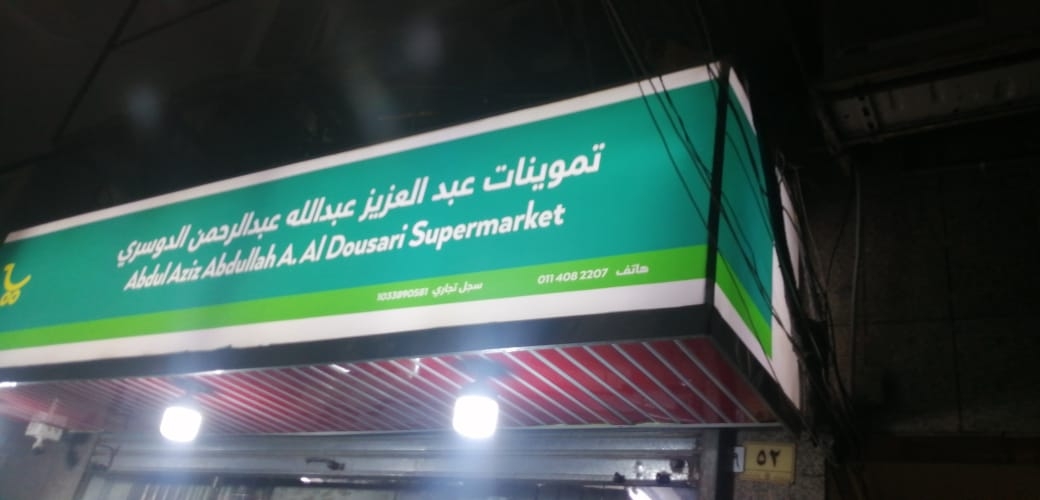 تموينات عبد العزيز عبدالله عبدالرحمن الدوسري
Abdul Aziz Abdullah A. Al Dousari Supermarket
هاتف 011 408 2207 سجل تجاري 1033890581
٥٢